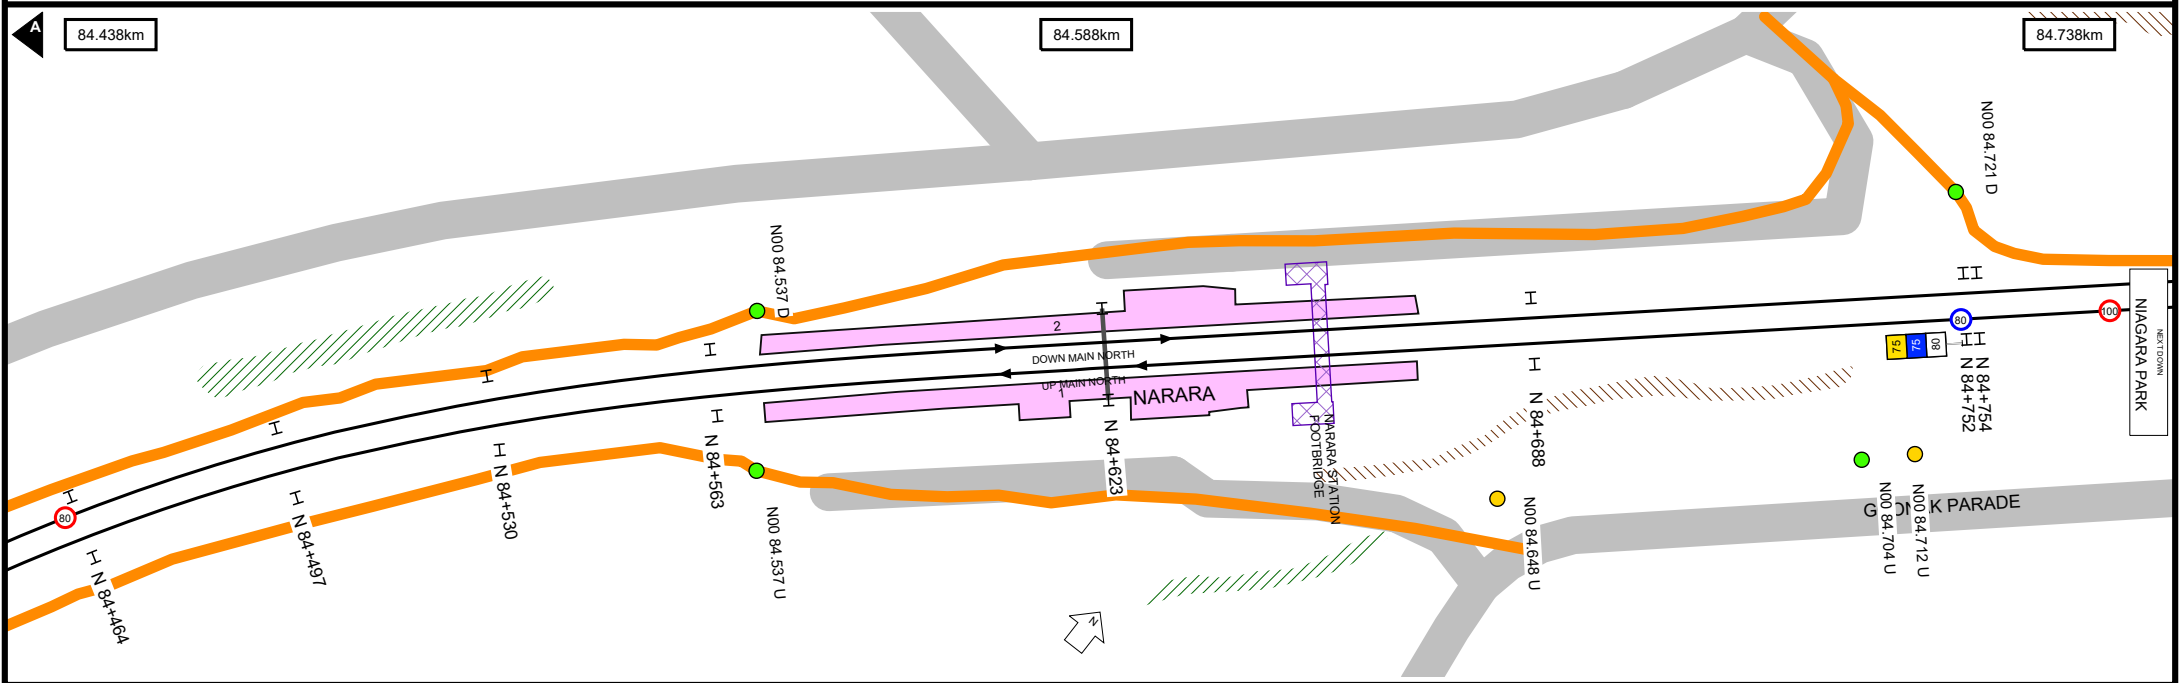 A
84.438km
84.588km
84.738km
N00 84.721 D
N00 84.537 D
2
DOWN MAIN NORTH
UP MAIN NORTH
1
NARARA
NARARA STATION
FOOTBRIDGE
80
100
80
75
75
80
NIAGARA PARK
NEXT DOWN
N 84+464
N 84+497
N 84+530
N 84+563
N 84+623
N 84+688
N 84+752
N 84+754
N00 84.537 U
N00 84.648 U
N00 84.704 U
N00 84.712 U
PARADE
N